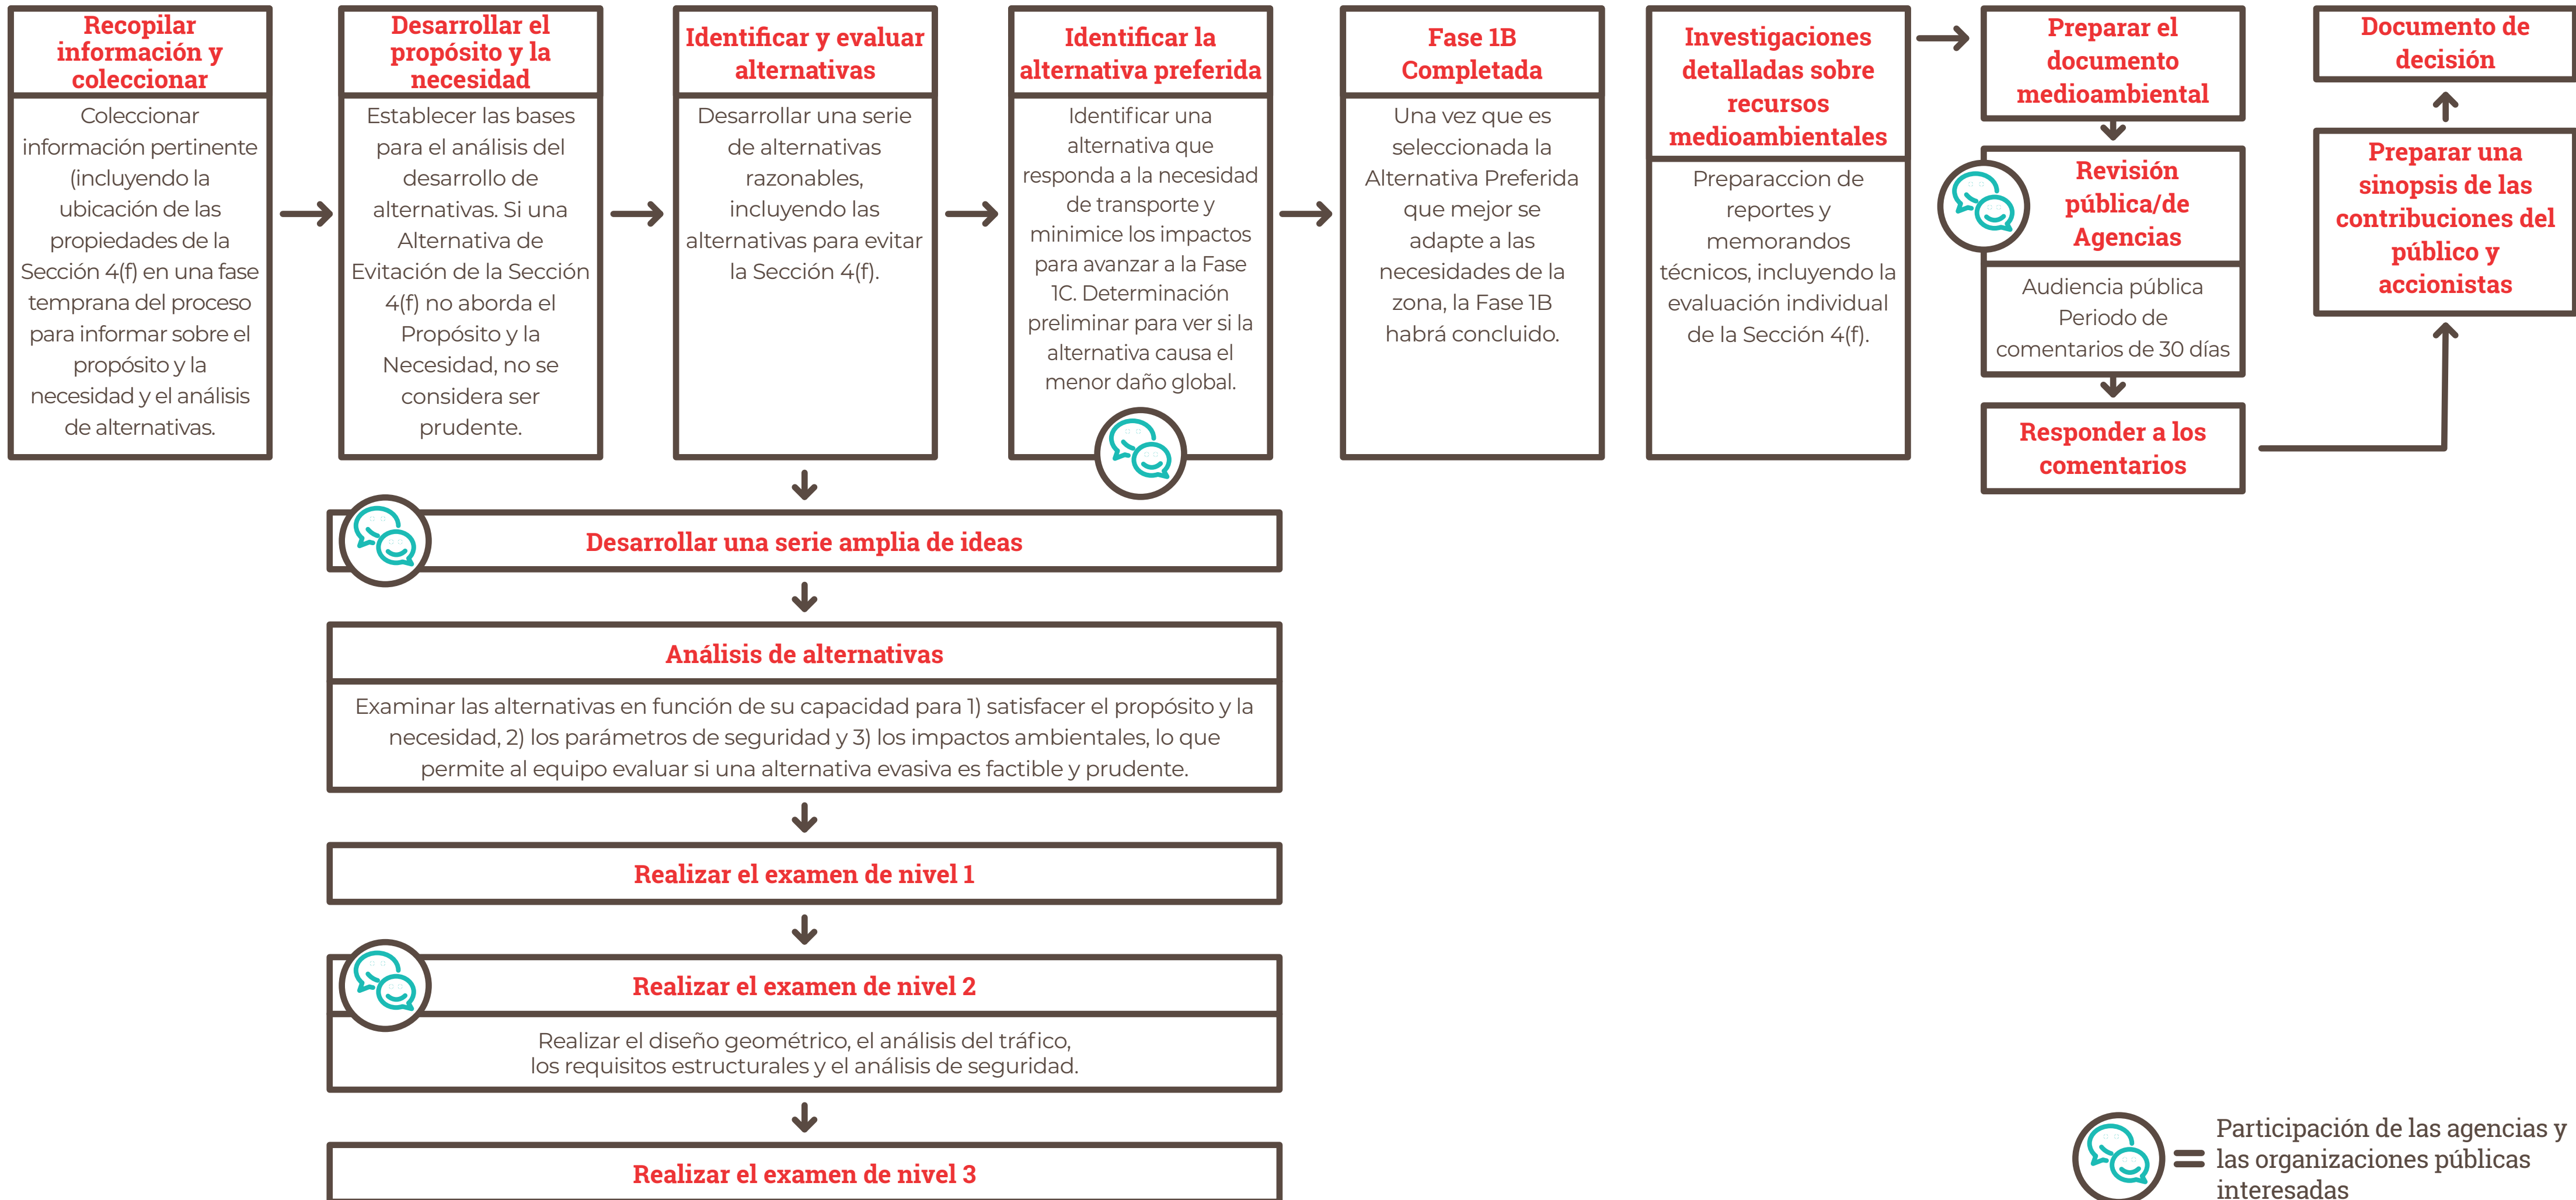 Recopilar
información y
coleccionar
Coleccionar
información pertinente
(incluyendo la
ubicación de las
propiedades de la
Sección 4(f) en una fase
temprana del proceso
para informar sobre el
propósito y la
necesidad y el análisis
de alternativas.
Desarrollar el
propósito y la
necesidad
Establecer las bases
para el análisis del
desarrollo de
alternativas. Si una
Alternativa de
Evitación de la Sección
4(f) no aborda el
Propósito y la
Necesidad, no se
considera ser
prudente.
Identificar y evaluar
alternativas
Desarrollar una serie
de alternativas
razonables,
incluyendo las
alternativas para evitar
la Sección 4(f).
Identificar la
alternativa preferida
Identificar una
alternativa que
responda a la necesidad
de transporte y
minimice los impactos
para avanzar a la Fase
1C. Determinación
preliminar para ver si la
alternativa causa el
menor daño global.
Fase 1B
Completada
Una vez que es
seleccionada la
Alternativa Preferida
que mejor se
adapte a las
necesidades de la
zona, la Fase 1B
habrá concluido.
Investigaciones
detalladas sobre
recursos
medioambientales
Preparaccion de
reportes y
memorandos
técnicos, incluyendo la
evaluación individual
de la Sección 4(f).
Preparar el
documento
medioambiental
Revisión
pública/de
Agencias
Audiencia pública
Periodo de
comentarios de 30 días
Responder a los
comentarios
Documento de
decisión
Preparar una
sinopsis de las
contribuciones del
público y
accionistas
Desarrollar una serie amplia de ideas
Análisis de alternativas
Examinar las alternativas en función de su capacidad para 1) satisfacer el propósito y la
necesidad, 2) los parámetros de seguridad y 3) los impactos ambientales, lo que
permite al equipo evaluar si una alternativa evasiva es factible y prudente.
Realizar el examen de nivel 1
Realizar el examen de nivel 2
Realizar el diseño geométrico, el análisis del tráfico,
los requisitos estructurales y el análisis de seguridad.
Realizar el examen de nivel 3
= Participación de las agencias y
las organizaciones públicas
interesadas